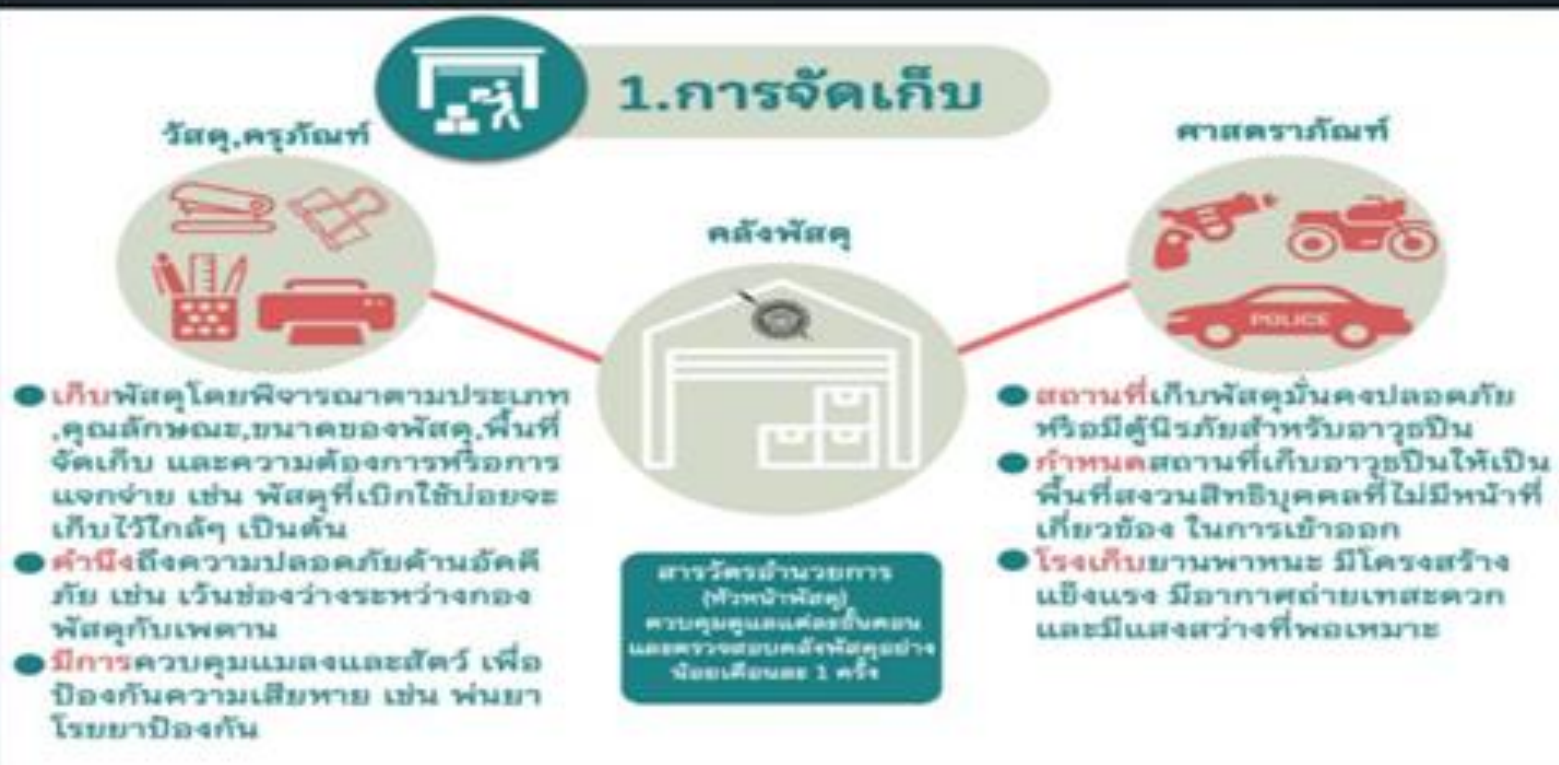 1.การจัดเก็บ
วัสดุ,ครุภัณฑ์
เก็บพัสดุโดยพิจารณาตามประเภท
,คุณลักษณะ,ขนาดของพัสดุ,พื้นที่
จัดเก็บ และความต้องการหรือการ
แจกจ่าย เช่น พัสดุที่เบิกใช้บ่อยจะ
เก็บไว้ใกล้ๆ เป็นต้น
คำนึงถึงความปลอดภัยด้านอัคคี
ภัย เช่น เว้นช่องว่างระหว่างกอง
พัสดุกับเพดาน
มีการควบคุมแมลงและสัตว์ เพื่อ
ป้องกันความเสียหาย เช่น พ่นยา
โรยยาป้องกัน
คลังพัสดุ
สารวัตรอำนวยการ
(หัวหน้าพัสดุ)
ควบคุมดูแลแต่ละขั้นตอน
และตรวจสอบคลังพัสดุอย่าง
น้อยเดือนละ 1 ครั้ง
ศาสตราภัณฑ์
POLICE
สถานที่เก็บพัสดุมั่นคงปลอดภัย
หรือมีตู้นิรภัยสำหรับอาวุธปืน
กำหนดสถานที่เก็บอาวุธปืนให้เป็น
พื้นที่สงวนสิทธิบุคคลที่ไม่มีหน้าที่
เกี่ยวข้อง ในการเข้าออก
โรงเก็บยานพาหนะ มีโครงสร้าง
แข็งแรง มีอากาศถ่ายเทสะดวก
และมีแสงสว่างที่พอเหมาะ